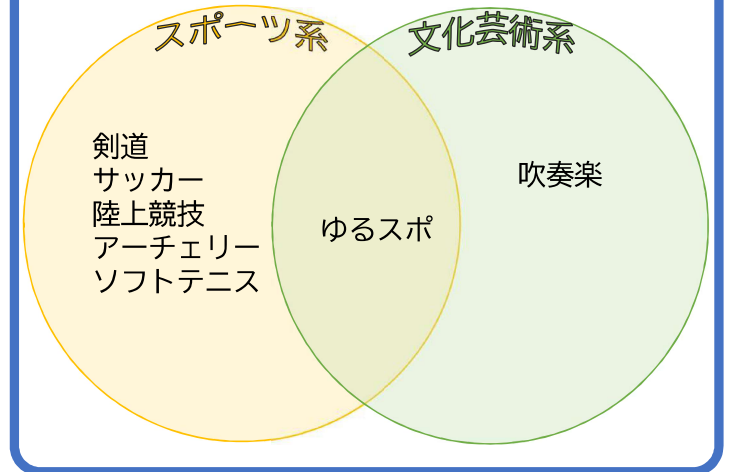 スポーツ系
文化芸術系
剣道
サッカー
陸上競技
アーチェリー
ソフトテニス
ゆるスポ
吹奏楽